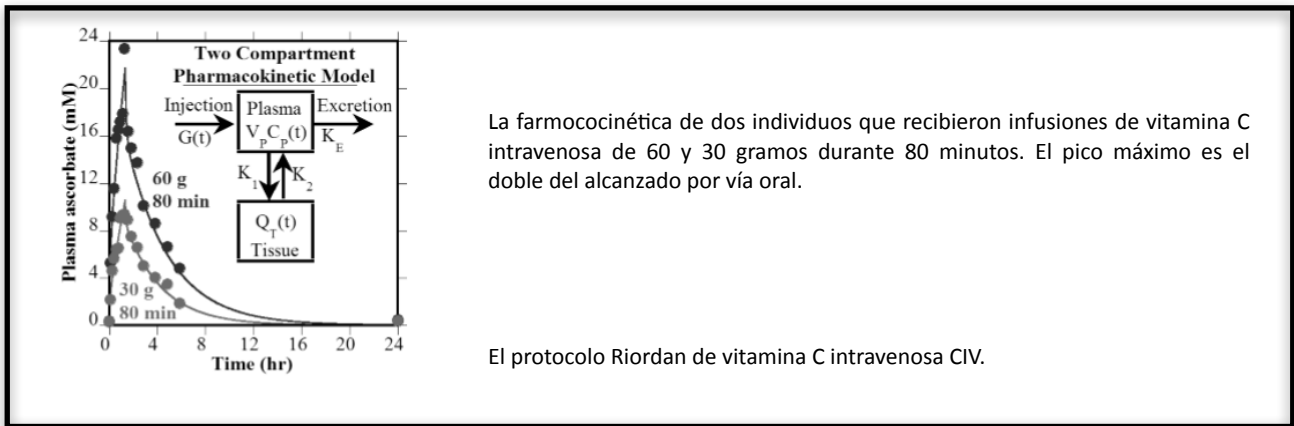 24
20
16
12
8
4
0
Plasma ascorbate (mM)
Two Compartment
Pharmacokinetic Model
Injection
G(t)
Plasma
V_P C_P(t)
Excretion
K_E
K_1
K_2
Q_T(t)
Tissue
60 g
80 min
30 g
80 min
0 4 8 12 16 20 24
Time (hr)
La farmococinética de dos individuos que recibieron infusiones de vitamina C
intravenosa de 60 y 30 gramos durante 80 minutos. El pico máximo es el
doble del alcanzado por vía oral.
El protocolo Riordan de vitamina C intravenosa CIV.